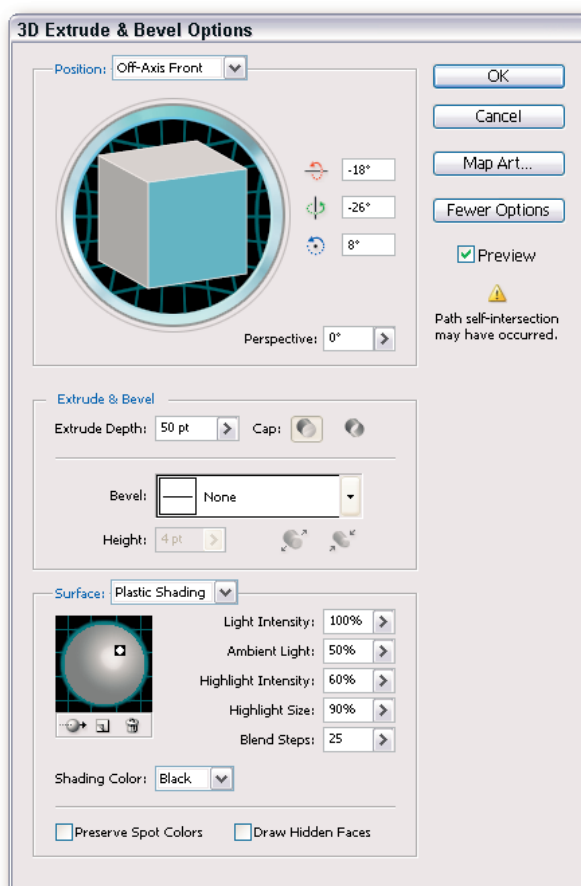 3D Extrude & Bevel Options
Position: Off-Axis Front
OK
Cancel
Map Art...
Fewer Options
Preview
Path self-intersection
may have occurred.
-18°
-26°
8°
Perspective: 0°
Extrude & Bevel
Extrude Depth: 50 pt Cap:
Bevel: None
Height: 4 pt
Surface: Plastic Shading
Light Intensity: 100%
Ambient Light: 50%
Highlight Intensity: 60%
Highlight Size: 90%
Blend Steps: 25
Shading Color: Black
Preserve Spot Colors Draw Hidden Faces